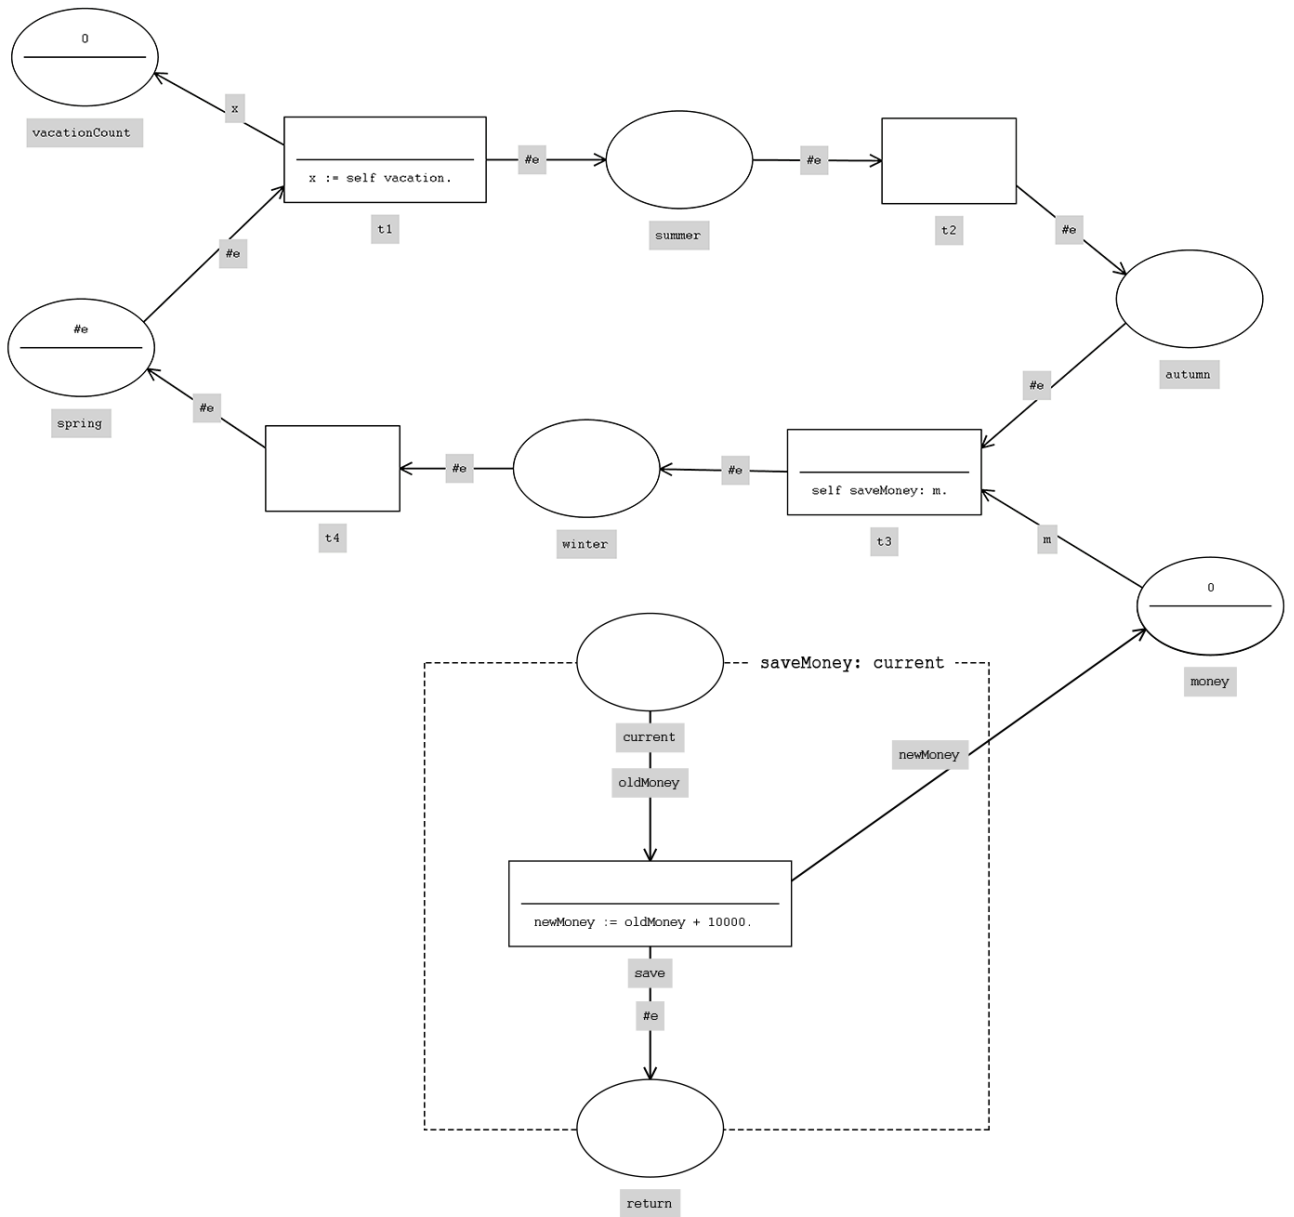 0
vacationCount
x
x := self vacation.
t1
#e
summer
#e
t2
#e
autumn
#e
#e
spring
#e
t4
#e
winter
#e
self saveMoney: m.
t3
#e
m
0
money
saveMoney: current
current
oldMoney
newMoney
newMoney := oldMoney + 10000.
save
#e
return